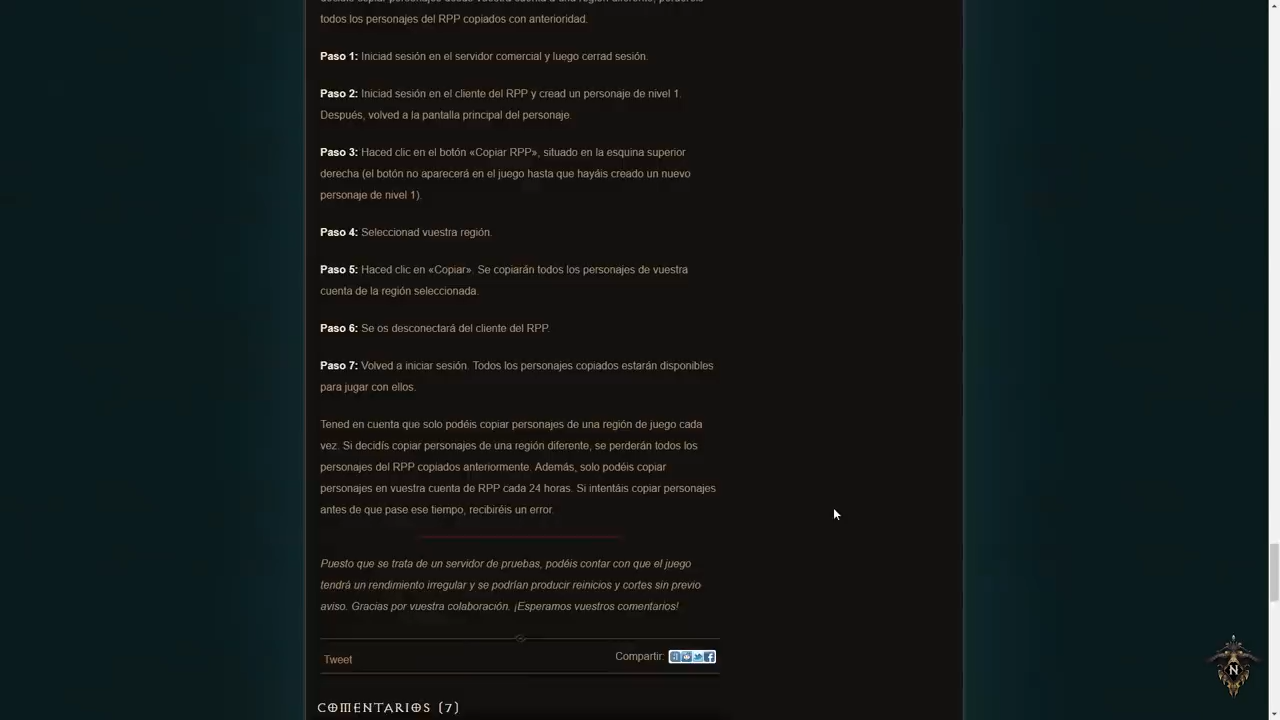 todos los personajes del RPP copiados con anterioridad.
Paso 1: Iniciad sesión en el servidor comercial y luego cerrad sesión.
Paso 2: Iniciad sesión en el cliente del RPP y cread un personaje de nivel 1.
Después, volved a la pantalla principal del personaje.
Paso 3: Haced clic en el botón «Copiar RPP», situado en la esquina superior
derecha (el botón no aparecerá en el juego hasta que hayáis creado un nuevo
personaje de nivel 1).
Paso 4: Seleccionad vuestra región.
Paso 5: Haced clic en «Copiar». Se copiarán todos los personajes de vuestra
cuenta de la región seleccionada.
Paso 6: Se os desconectará del cliente del RPP.
Paso 7: Volved a iniciar sesión. Todos los personajes copiados estarán disponibles
para jugar con ellos.
Tened en cuenta que solo podéis copiar personajes de una región de juego cada
vez. Si decidís copiar personajes de una región diferente, se perderán todos los
personajes del RPP copiados anteriormente. Además, solo podéis copiar
personajes en vuestra cuenta de RPP cada 24 horas. Si intentáis copiar personajes
antes de que pase ese tiempo, recibiréis un error.
Puesto que se trata de un servidor de pruebas, podéis contar con que el juego
tendrá un rendimiento irregular y se podrían producir reinicios y cortes sin previo
aviso. Gracias por vuestra colaboración. ¡Esperamos vuestros comentarios!
Tweet
Compartir:
COMENTARIOS (7)
N